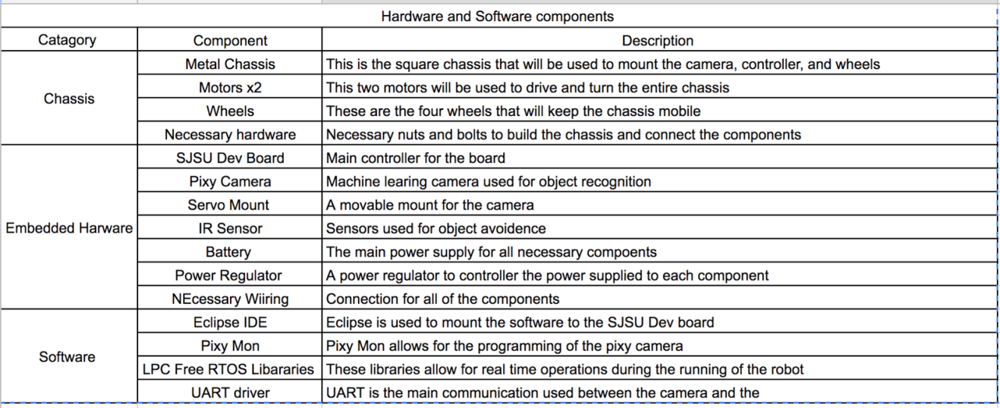 Hardware and Software components
Catagory Component Description
Chassis
Metal Chassis This is the square chassis that will be used to mount the camera, controller, and wheels
Motors x2 This two motors will be used to drive and turn the entire chassis
Wheels These are the four wheels that will keep the chassis mobile
Necessary hardware Necessary nuts and bolts to build the chassis and connect the components
Embedded Harware
SJSU Dev Board Main controller for the board
Pixy Camera Machine learing camera used for object recognition
Servo Mount A movable mount for the camera
IR Sensor Sensors used for object avoidence
Battery The main power supply for all necessary compoents
Power Regulator A power regulator to controller the power supplied to each component
NEcessary Wiiring Connection for all of the components
Software
Eclipse IDE Eclipse is used to mount the software to the SJSU Dev board
Pixy Mon Pixy Mon allows for the programming of the pixy camera
LPC Free RTOS Libararies These libraries allow for real time operations during the running of the robot
UART driver UART is the main communication used between the camera and the